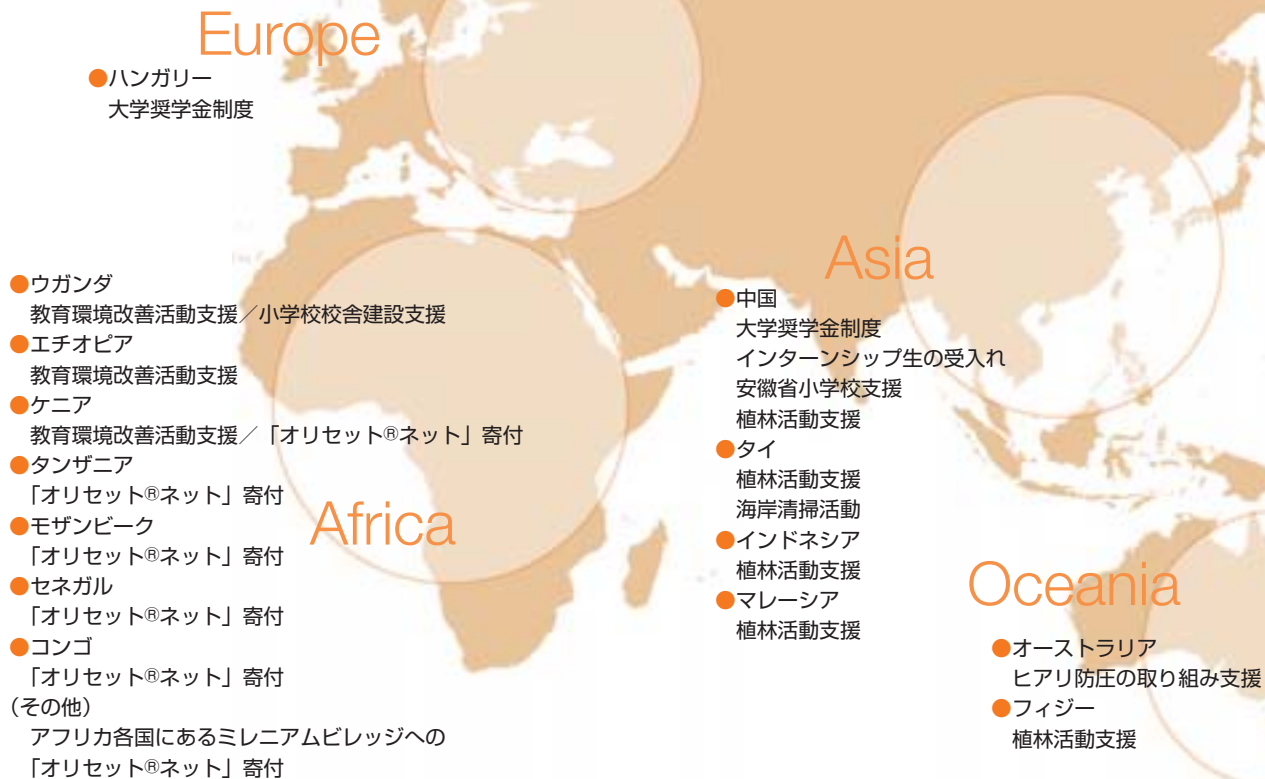 Europe
●ハンガリー
大学奨学金制度
●ウガンダ
教育環境改善活動支援／小学校校舎建設支援
●エチオピア
教育環境改善活動支援
●ケニア
教育環境改善活動支援／「オリセット®ネット」寄付
●タンザニア
「オリセット®ネット」寄付
●モザンビーク
「オリセット®ネット」寄付
●セネガル
「オリセット®ネット」寄付
●コンゴ
「オリセット®ネット」寄付
（その他）
アフリカ各国にあるミレニアムビレッジへの
「オリセット®ネット」寄付
Africa
Asia
●中国
大学奨学金制度
インターンシップ生の受入れ
安徽省小学校支援
植林活動支援
●タイ
植林活動支援
海岸清掃活動
●インドネシア
植林活動支援
●マレーシア
植林活動支援
Oceania
●オーストラリア
ヒアリ防圧の取り組み支援
●フィジー
植林活動支援